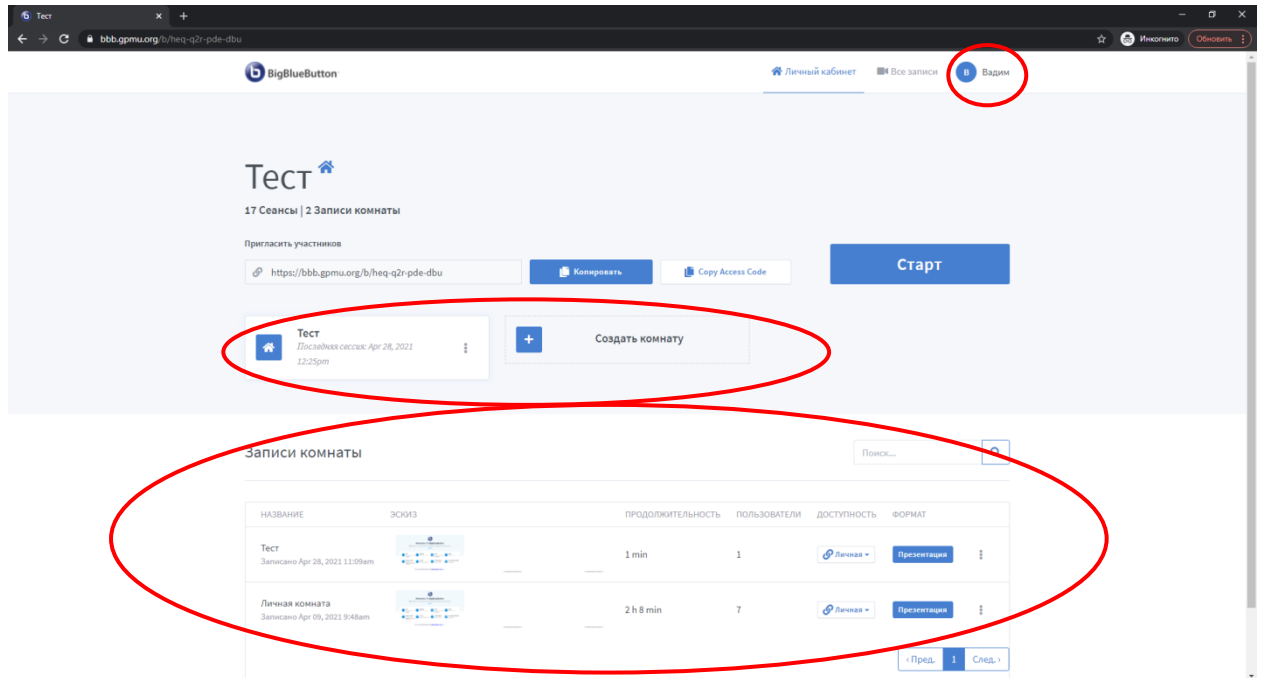 Тест
bbb.gpmu.org/b/heq-q2r-pde-dbu
Инкогнито
Обновить
BigBlueButton
Личный кабинет
Все записи
В Вадим
Тест
17 Сеансы | 2 Записи комнаты
Пригласить участников
https://bbb.gpmu.org/b/heq-q2r-pde-dbu
Копировать
Copy Access Code
Старт
Тест
Последняя сессия: Apr 28, 2021
12:25pm
Создать комнату
Записи комнаты
Поиск...
НАЗВАНИЕ ЭСКИЗ ПРОДОЛЖИТЕЛЬНОСТЬ ПОЛЬЗОВАТЕЛИ ДОСТУПНОСТЬ ФОРМАТ
Тест
Записано Apr 28, 2021 11:09am
1 min 1 Личная Презентация
Личная комната
Записано Apr 09, 2021 9:48am
2 h 8 min 7 Личная Презентация
‹ Пред. 1 След. ›